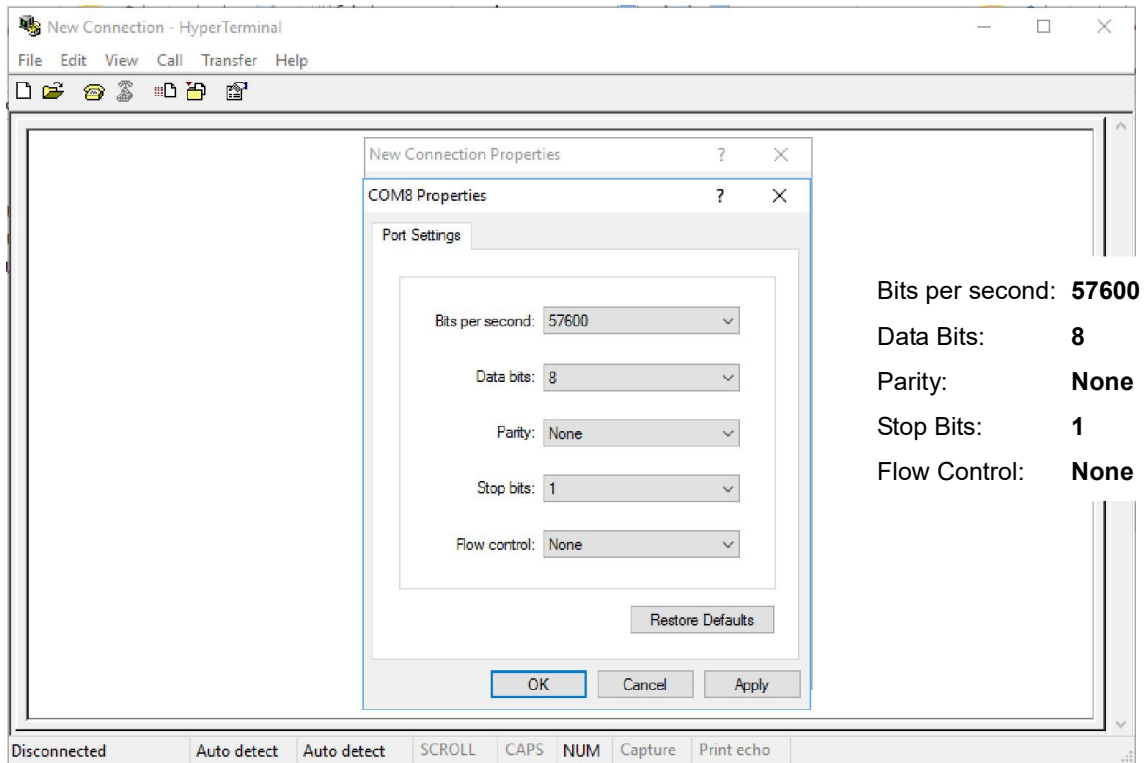 New Connection - HyperTerminal
File Edit View Call Transfer Help
New Connection Properties ? 
COM8 Properties ?
Port Settings
Bits per second: 57600
Data bits: 8
Parity: None
Stop bits: 1
Flow control: None
Restore Defaults
OK Cancel Apply
Bits per second: 57600
Data Bits: 8
Parity: None
Stop Bits: 1
Flow Control: None
Disconnected Auto detect Auto detect SCROLL CAPS NUM Capture Print echo